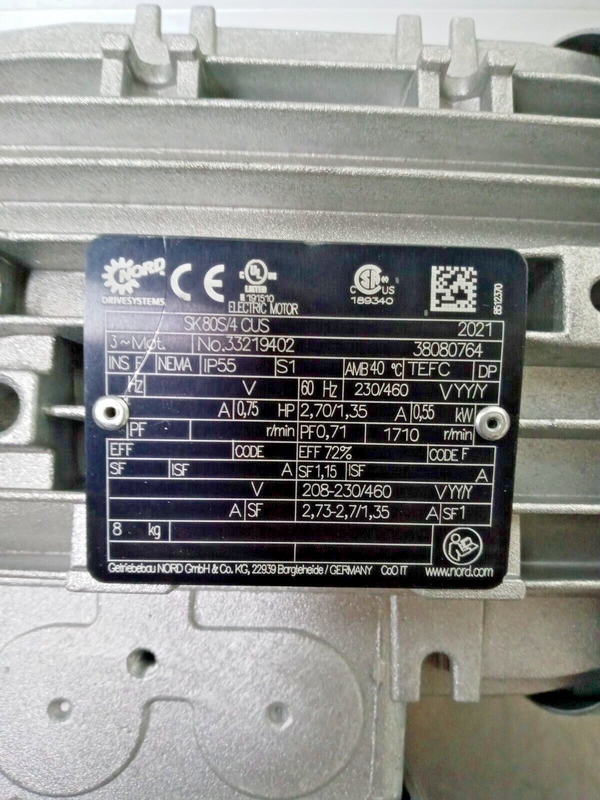 NORD
DRIVESYSTEMS
CE
C UL US
LISTED
191510
ELECTRIC MOTOR
C US
189340
8512370
SK80S/4 CUS 2021
3~Mot. No.33219402 38080764
INS F NEMA IP55 S1 AMB 40 °C TEFC DP
Hz V 60 Hz 230/460 VYY/Y
A 0,75 HP 2,70/1,35 A 0,55 kW
PF r/min PF0,71 1710 r/min
EFF CODE EFF 72% CODE F
SF ISF A SF1,15 ISF A
V 208-230/460 VYY/Y
A SF 2,73-2,7/1,35 A SF1
8 kg
Getriebebau NORD GmbH & Co. KG, 22939 Bargteheide / GERMANY CoO IT www.nord.com